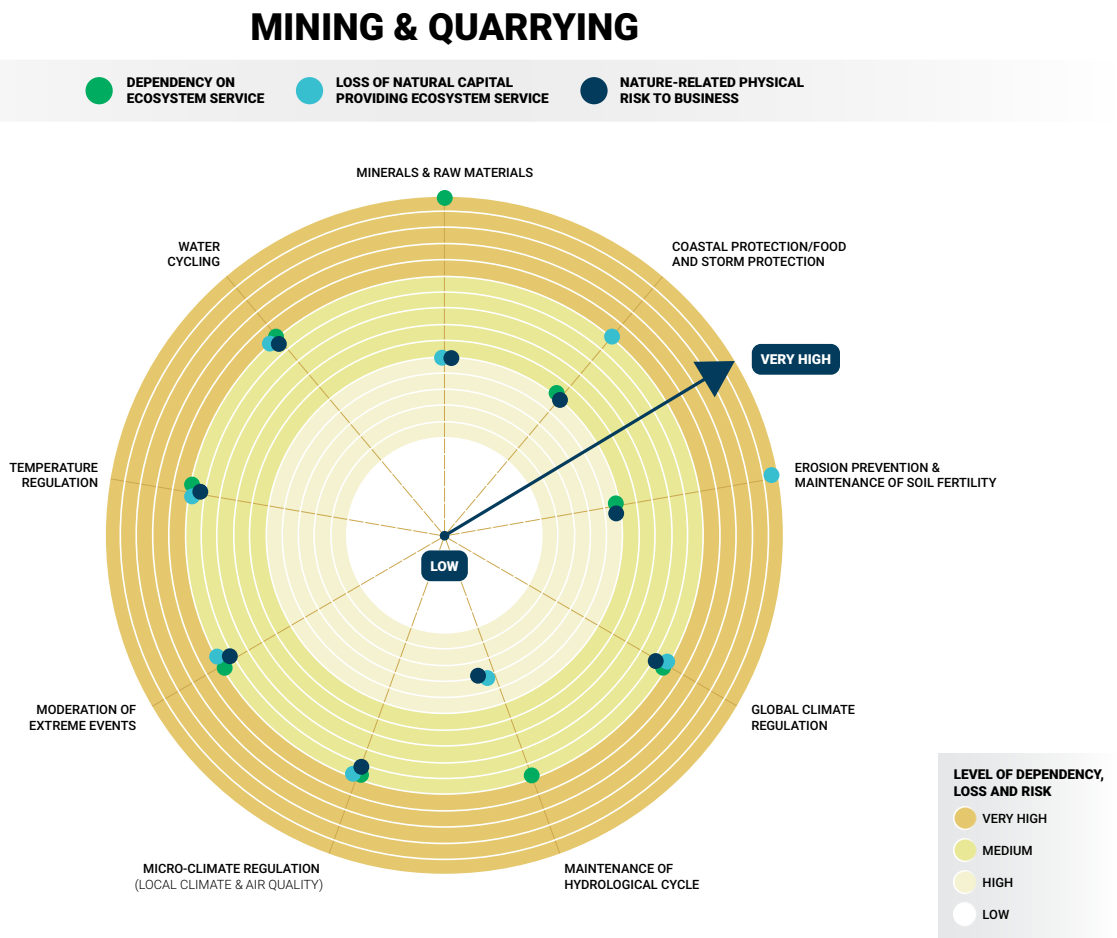 MINING & QUARRYING
DEPENDENCY ON
ECOSYSTEM SERVICE
LOSS OF NATURAL CAPITAL
PROVIDING ECOSYSTEM SERVICE
NATURE-RELATED PHYSICAL
RISK TO BUSINESS
MINERALS & RAW MATERIALS
WATER
CYCLING
COASTAL PROTECTION/FOOD
AND STORM PROTECTION
VERY HIGH
TEMPERATURE
REGULATION
EROSION PREVENTION &
MAINTENANCE OF SOIL FERTILITY
LOW
MODERATION OF
EXTREME EVENTS
GLOBAL CLIMATE
REGULATION
MICRO-CLIMATE REGULATION
(LOCAL CLIMATE & AIR QUALITY)
MAINTENANCE OF
HYDROLOGICAL CYCLE
LEVEL OF DEPENDENCY,
LOSS AND RISK
VERY HIGH
MEDIUM
HIGH
LOW